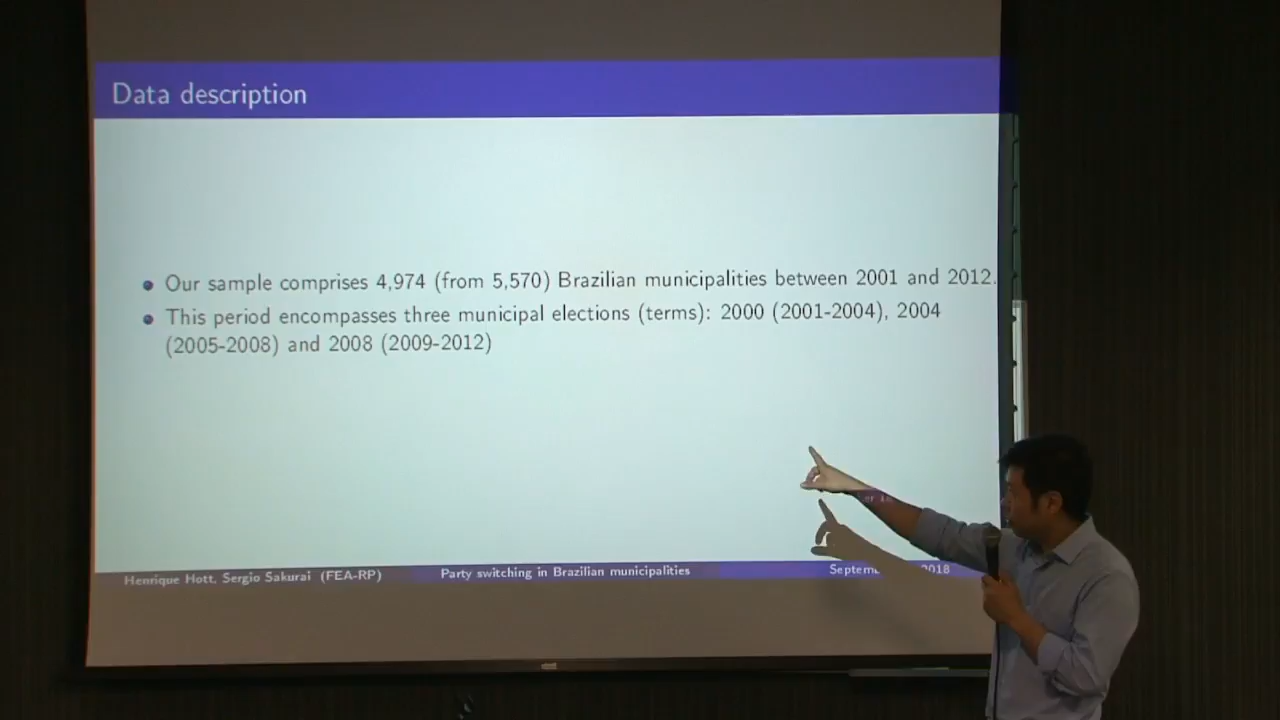 Data description
Our sample comprises 4,974 (from 5,570) Brazilian municipalities between 2001 and 2012.
This period encompasses three municipal elections (terms): 2000 (2001-2004), 2004
(2005-2008) and 2008 (2009-2012)
Henrique Hott, Sergio Sakurai (FEA-RP) Party switching in Brazilian municipalities 2018